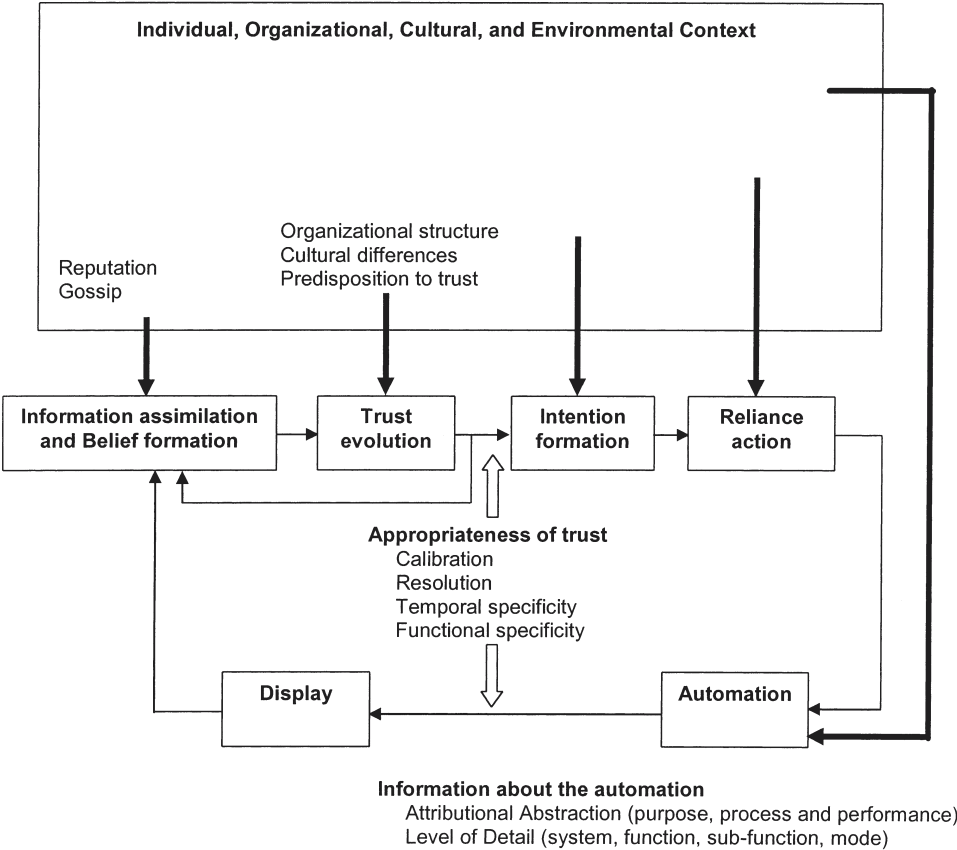 Individual, Organizational, Cultural, and Environmental Context
Reputation
Gossip
Organizational structure
Cultural differences
Predisposition to trust
Information assimilation
and Belief formation
Trust
evolution
Intention
formation
Reliance
action
Appropriateness of trust
Calibration
Resolution
Temporal specificity
Functional specificity
Display
Automation
Information about the automation
Attributional Abstraction (purpose, process and performance)
Level of Detail (system, function, sub-function, mode)